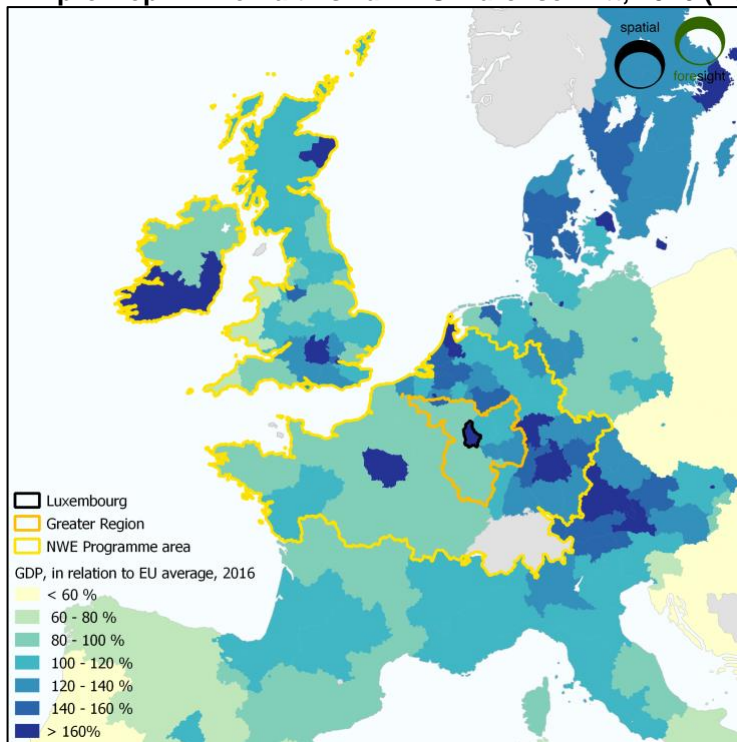 spatial
foresight
Luxembourg
Greater Region
NWE Programme area
GDP, in relation to EU average, 2016
< 60 %
60 - 80 %
80 - 100 %
100 - 120 %
120 - 140 %
140 - 160 %
> 160%